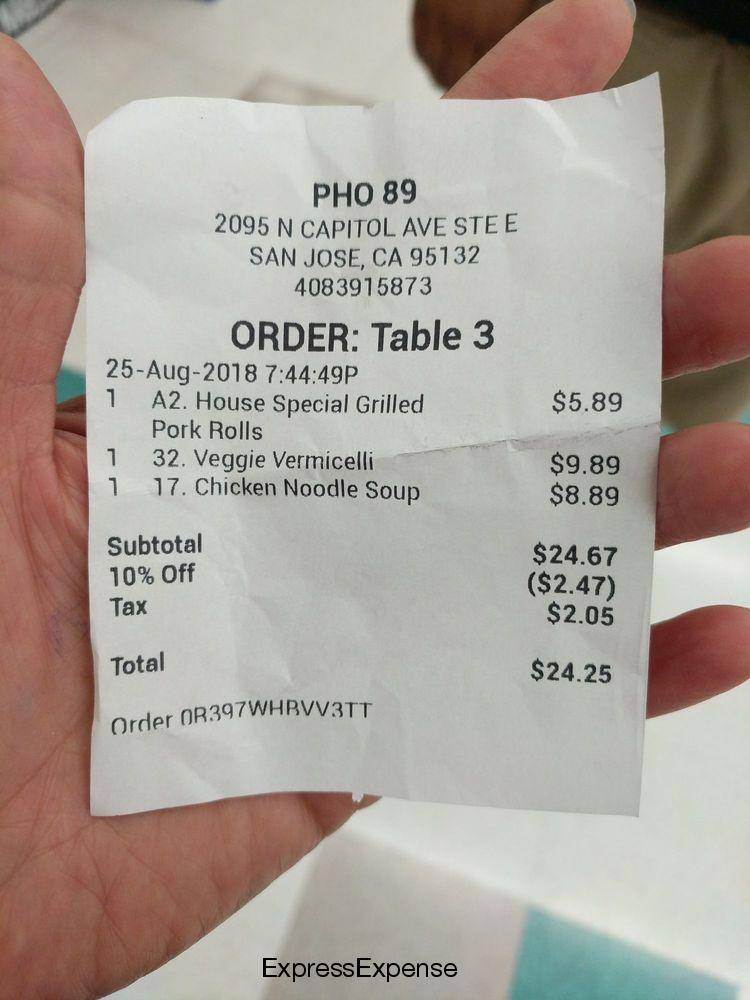 PHO 89
2095 N CAPITOL AVE STE E
SAN JOSE, CA 95132
4083915873
ORDER: Table 3
25-Aug-2018 7:44:49P
1 A2. House Special Grilled $5.89
Pork Rolls
1 32. Veggie Vermicelli $9.89
1 17. Chicken Noodle Soup $8.89
Subtotal $24.67
10% Off ($2.47)
Tax $2.05
Total $24.25
Order
ExpressExpense